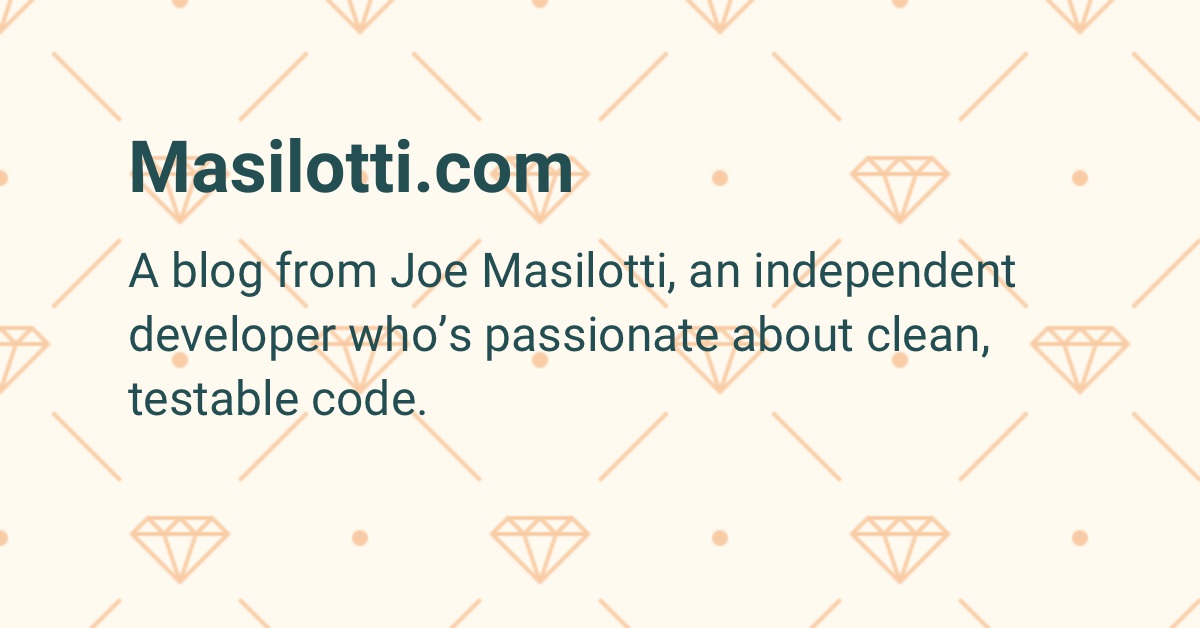 Masilotti.com
A blog from Joe Masilotti, an independent
developer who’s passionate about clean,
testable code.